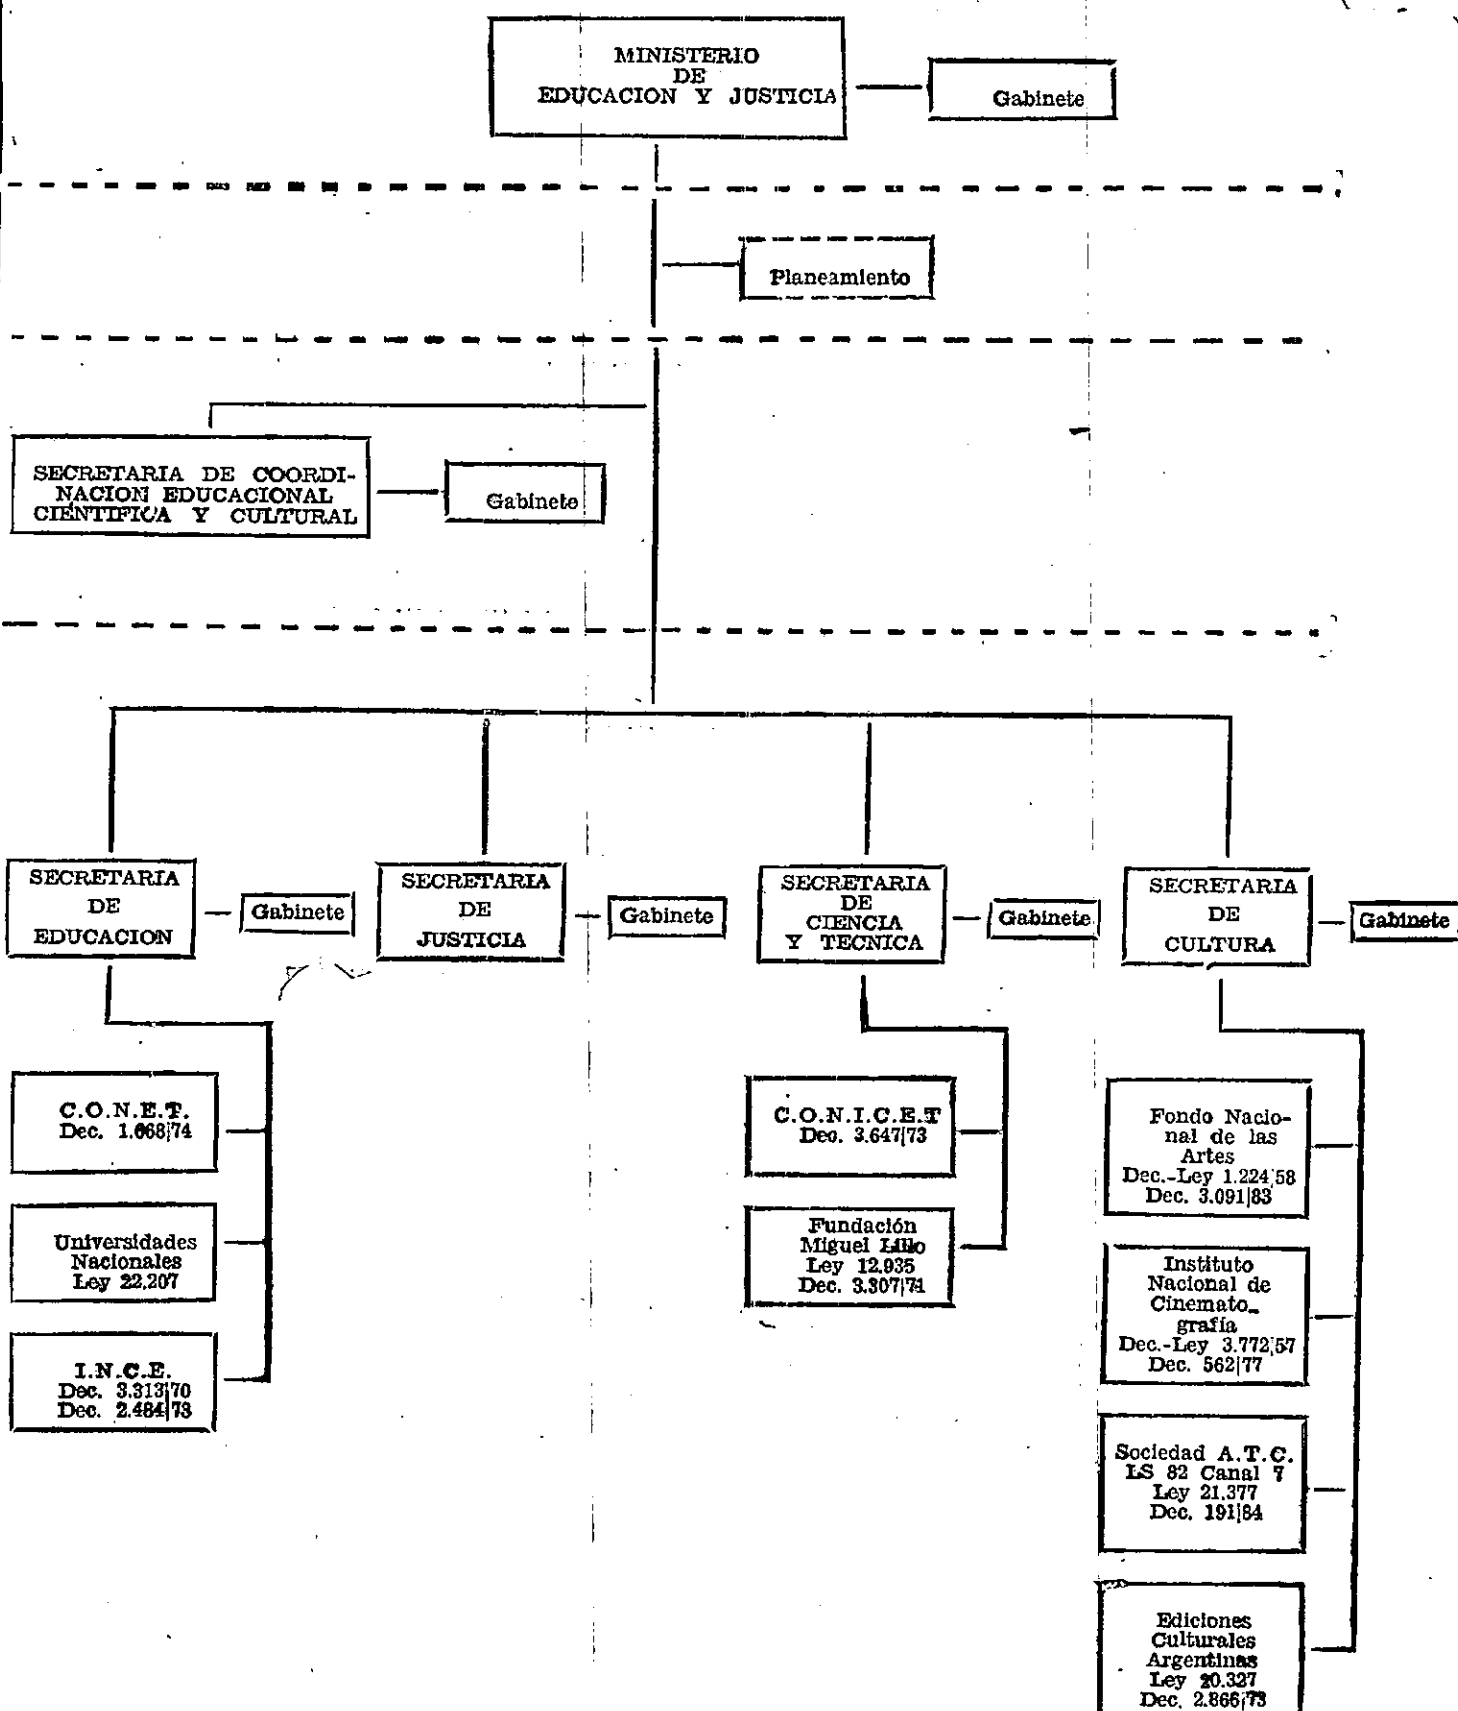 MINISTERIO
DE
EDUCACION Y JUSTICIA
Gabinete
Planeamiento
SECRETARIA DE COORDI-
NACION EDUCACIONAL
CIENTIFICA Y CULTURAL
Gabinete
SECRETARIA
DE
EDUCACION
Gabinete
SECRETARIA
DE
JUSTICIA
Gabinete
SECRETARIA
DE
CIENCIA
Y TECNICA
Gabinete
SECRETARIA
DE
CULTURA
Gabinete
C.O.N.E.T.
Dec. 1.068|74
Universidades
Nacionales
Ley 22.207
I.N.C.E.
Dec. 3.313|70
Dec. 2.484|73
C.O.N.I.C.E.T
Dec. 3.647|73
Fundación
Miguel Lillo
Ley 12.935
Dec. 3.307|71
Fondo Nacio-
nal de las
Artes
Dec.-Ley 1.224|58
Dec. 3.091|83
Instituto
Nacional de
Cinemato_
grafía
Dec.-Ley 3.772|57
Dec. 562|77
Sociedad A.T.C.
LS 82 Canal 7
Ley 21.377
Dec. 191|84
Ediciones
Culturales
Argentinas
Ley 20.327
Dec. 2.866|73